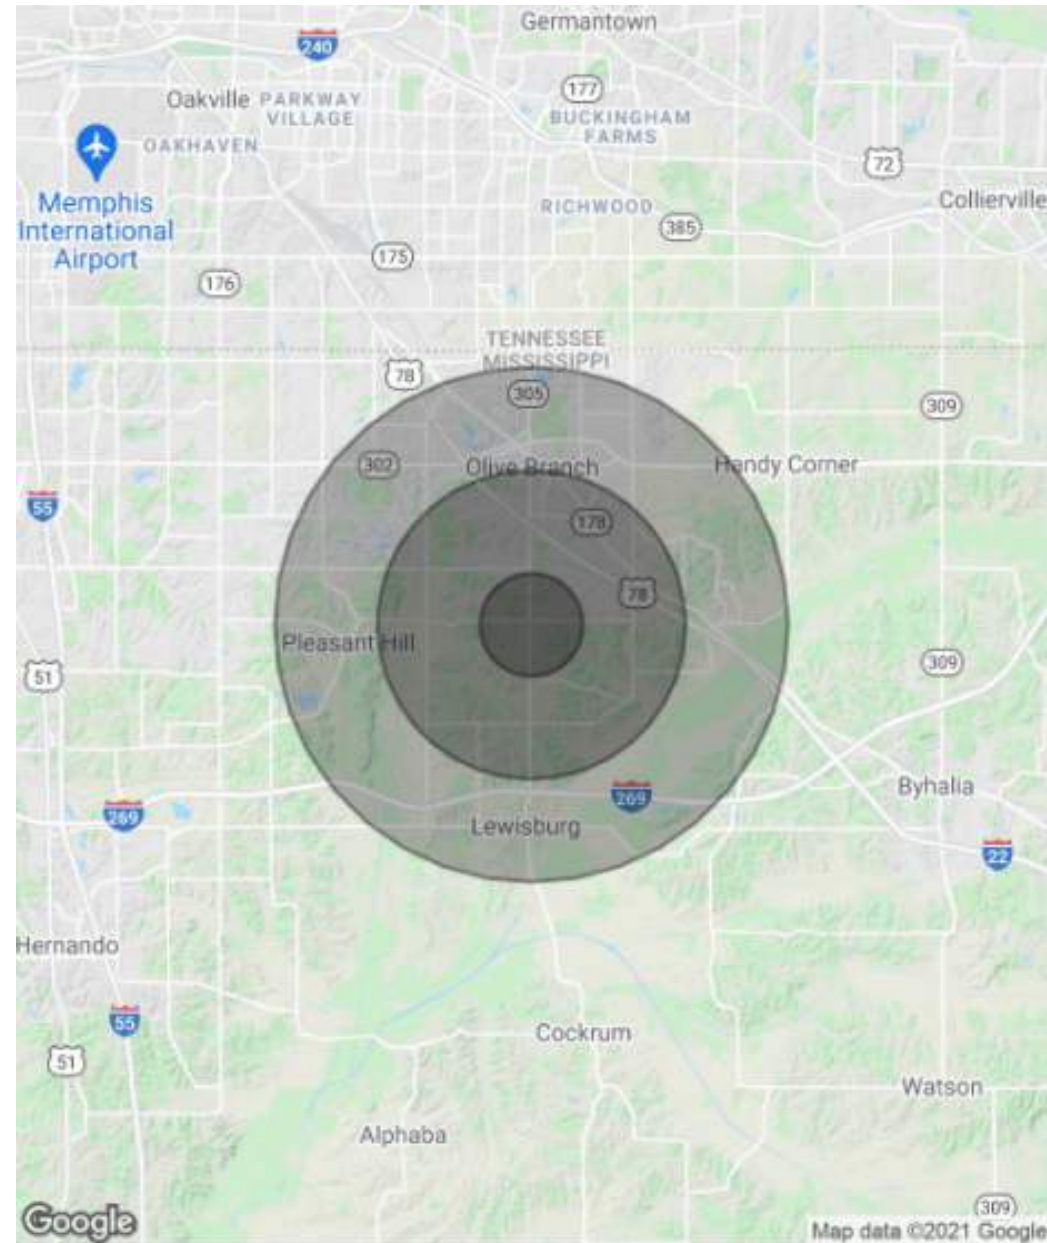 Germantown
240
177
Oakville
PARKWAY
VILLAGE
BUCKINGHAM
FARMS
OAKHAVEN
72
Memphis
International
Airport
RICHWOOD
Collierville
385
175
176
TENNESSEE
MISSISSIPPI
78
305
309
302
Olive Branch
Handy Corner
55
178
78
Pleasant Hill
309
51
Byhalia
269
269
Lewisburg
22
Hernando
55
Cockrum
51
Watson
Alphaba
309
Google
Map data ©2021 Google